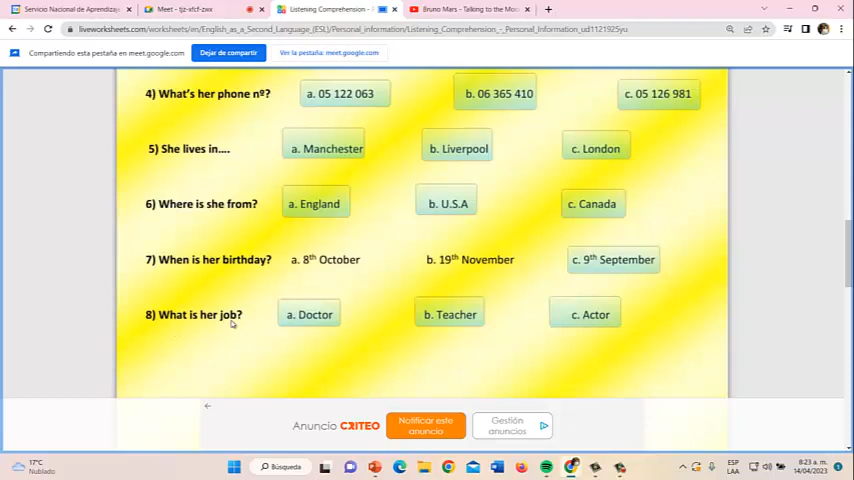 Servicio Nacional de Aprendizaje
Meet - tjz-xfcf-zwx
Listening Comprehension -
Bruno Mars - Talking to the Moo
liveworksheets.com/worksheets/en/English_as_a_Second_Language_(ESL)/Personal_information/Listening_Comprehension_-_Personal_Information_ud1121925yu
Compartiendo esta pestaña en meet.google.com
Dejar de compartir
Ver la pestaña: meet.google.com
4) What's her phone nº? a. 05 122 063 b. 06 365 410 c. 05 126 981
5) She lives in.... a. Manchester b. Liverpool c. London
6) Where is she from? a. England b. U.S.A c. Canada
7) When is her birthday? a. 8th October b. 19th November c. 9th September
8) What is her job? a. Doctor b. Teacher c. Actor
Anuncio CRITEO
Notificar este
anuncio
Gestión
anuncios
17°C
Nublado
Búsqueda
ESP
LAA
8:23 a. m.
14/04/2023